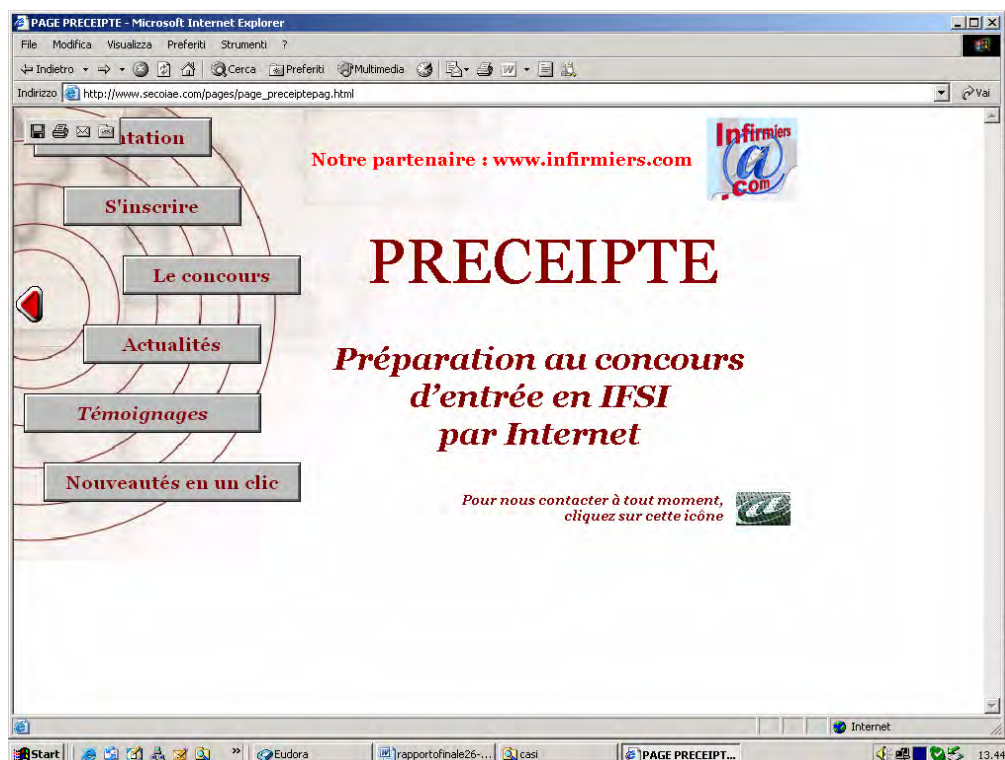 PAGE PRECEIPTE - Microsoft Internet Explorer
File Modifica Visualizza Preferiti Strumenti ?
Indietro Cerca Preferiti Multimedia
Indirizzo http://www.secoiae.com/pages/page_preceiptepag.html Vai
ntation
Notre partenaire : www.infirmiers.com
Infirmiers
@
.com
S'inscrire
PRECEIPTE
Le concours
Actualités
Préparation au concours
d'entrée en IFSI
par Internet
Témoignages
Nouveautés en un clic
Pour nous contacter à tout moment,
cliquez sur cette icône
Internet
Start » Eudora rapportofinale26-... casi PAGE PRECEIPT... 13.44